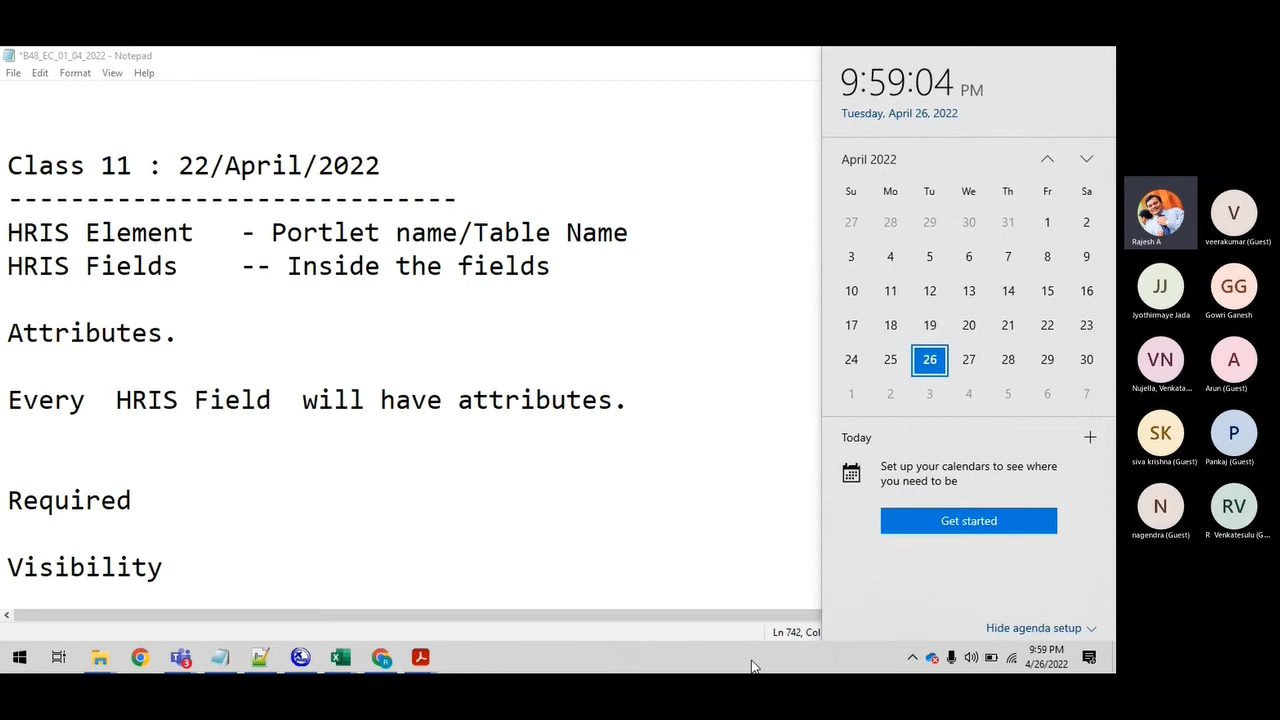 *B48_EC_01_04_2022 - Notepad
File Edit Format View Help
Class 11 : 22/April/2022
-----------------------------
HRIS Element - Portlet name/Table Name
HRIS Fields -- Inside the fields
Attributes.
Every HRIS Field will have attributes.
Required
Visibility
Ln 742, Col
9:59:04 PM
Tuesday, April 26, 2022
April 2022
Su Mo Tu We Th Fr Sa
27 28 29 30 31 1 2
3 4 5 6 7 8 9
10 11 12 13 14 15 16
17 18 19 20 21 22 23
24 25 26 27 28 29 30
1 2 3 4 5 6 7
Today
Set up your calendars to see where
you need to be
Get started
Hide agenda setup
3
9:59 PM
4/26/2022
Rajesh A
V
veerakumar (Guest)
JJ
Jyothirmaye Jada
GG
Gowri Ganesh
VN
Nujella, Venkata...
A
Arun (Guest)
SK
siva krishna (Guest)
P
Pankaj (Guest)
N
nagendra (Guest)
RV
R Venkatesulu (G...